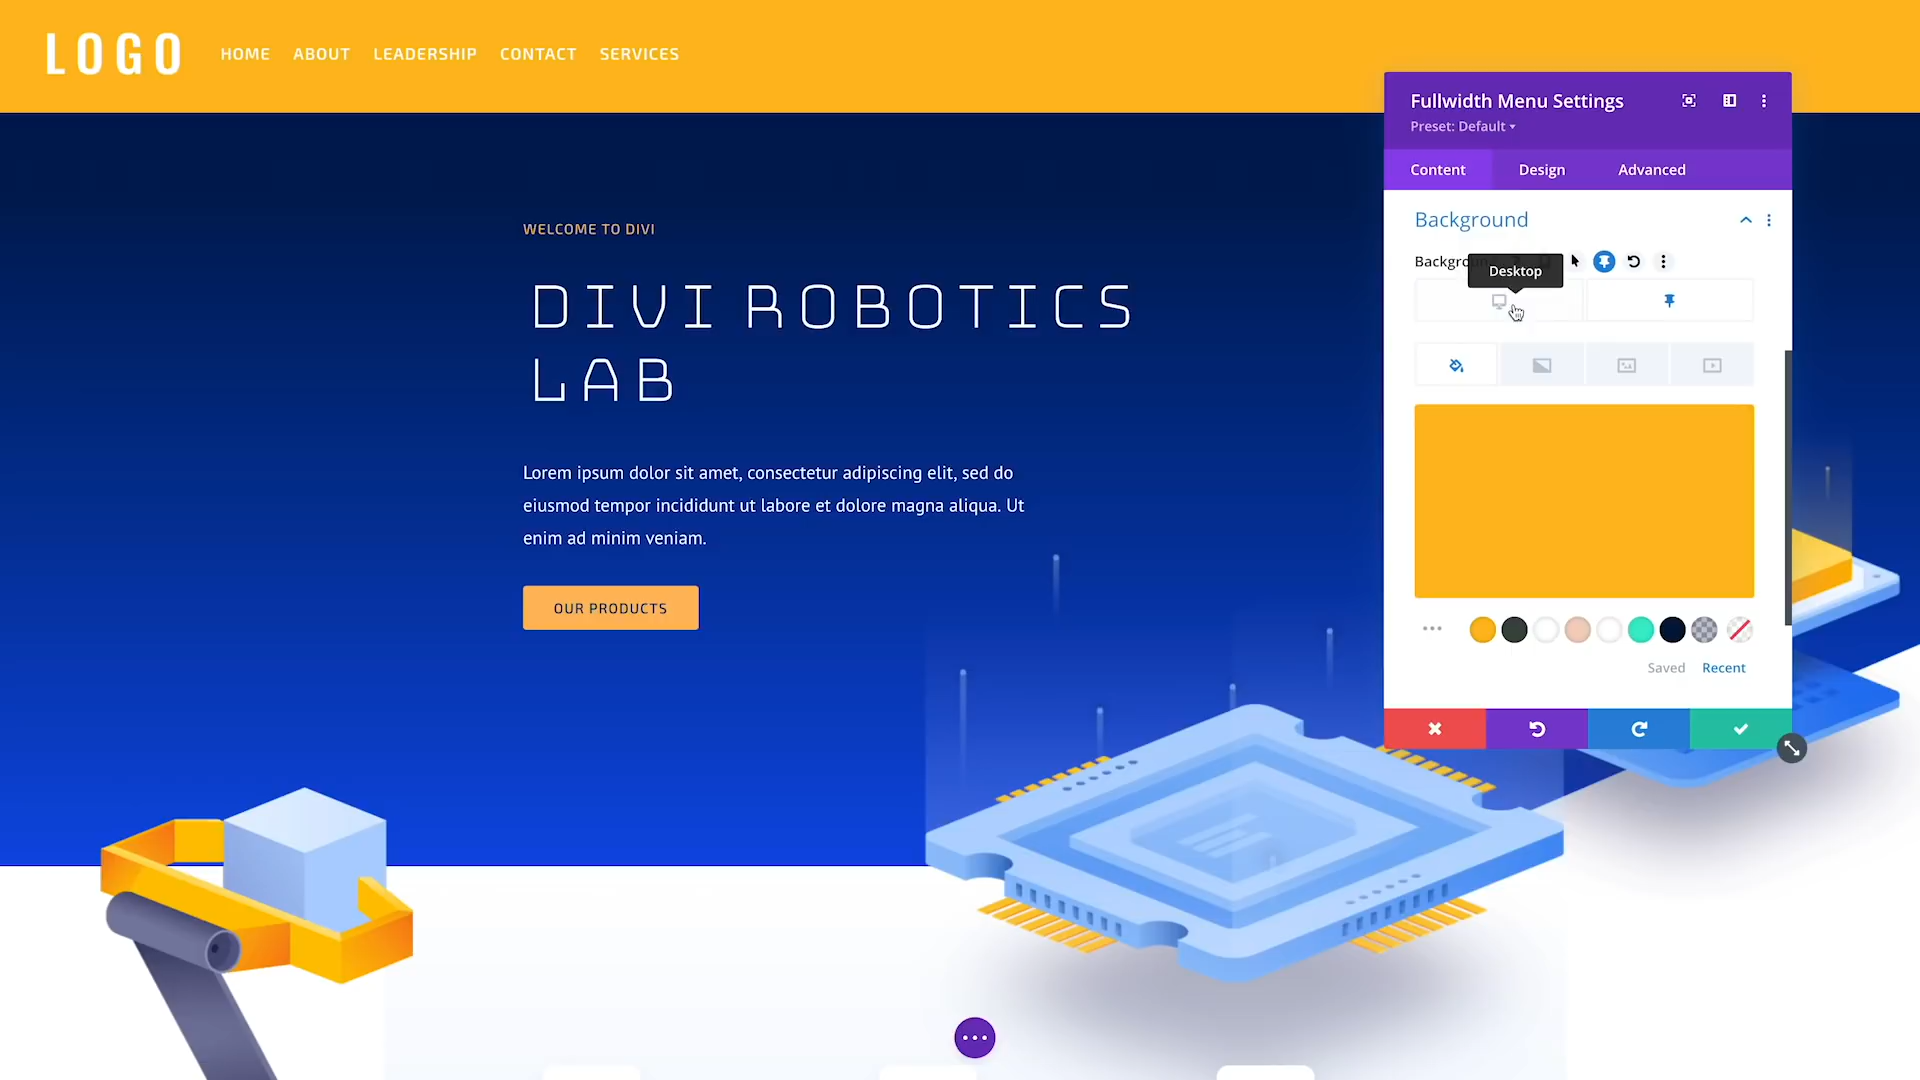 LOGO
HOME ABOUT LEADERSHIP CONTACT SERVICES
Fullwidth Menu Settings
Preset: Default
Content Design Advanced
Background
Desktop
WELCOME TO DIVI
DIVI ROBOTICS
LAB
Lorem ipsum dolor sit amet, consectetur adipiscing elit, sed do
eiusmod tempor incididunt ut labore et dolore magna aliqua. Ut
enim ad minim veniam.
OUR PRODUCTS
Saved Recent